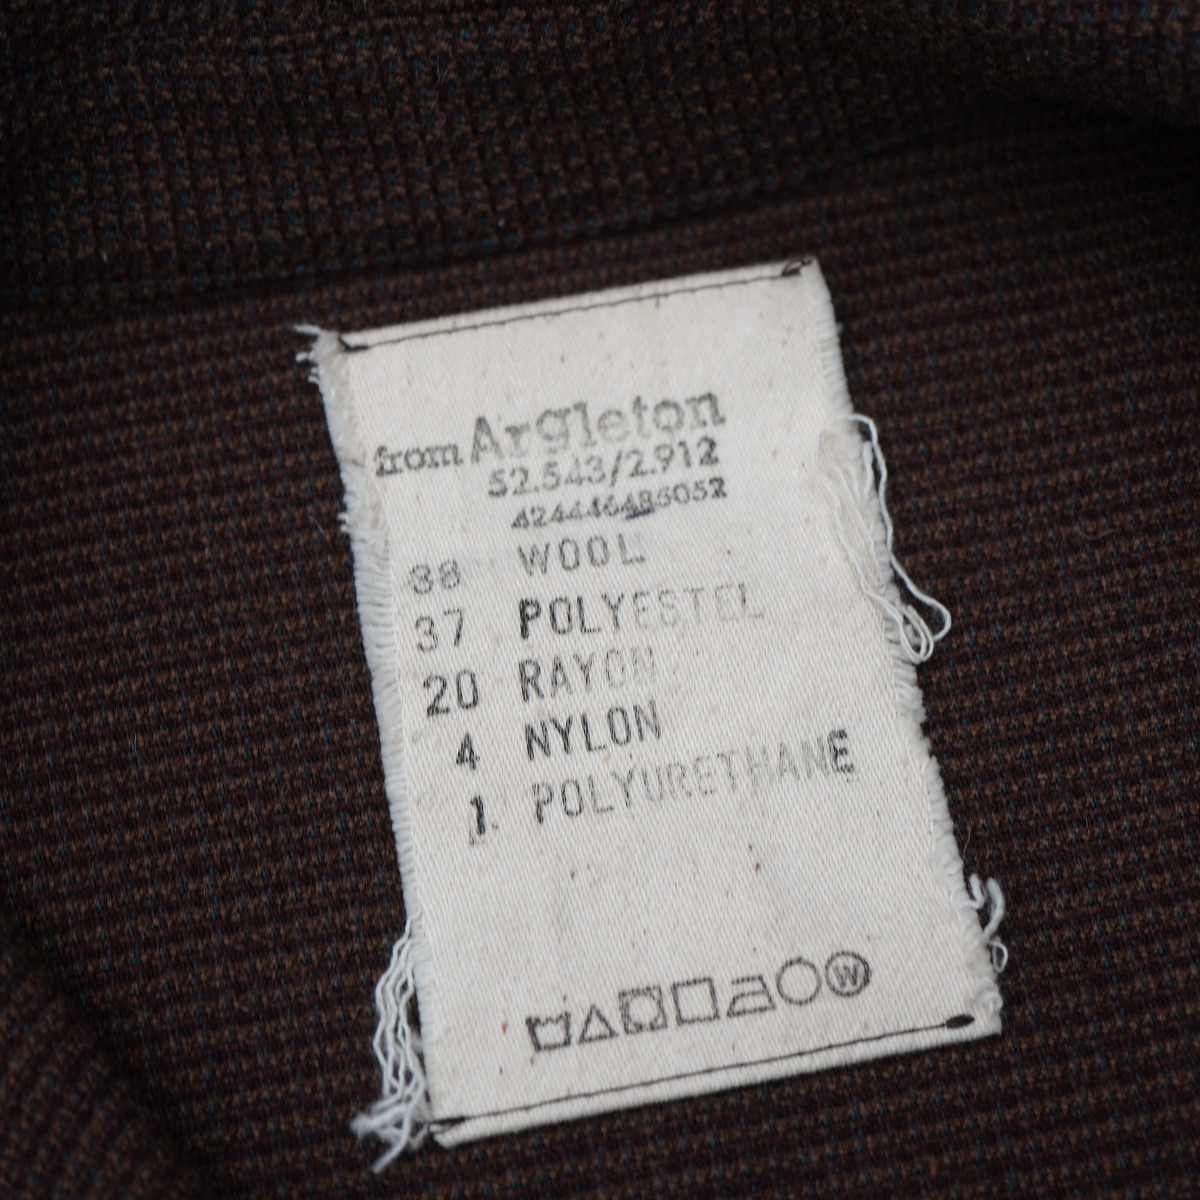 from Argleton
52.543/2.912
424446485052
38 WOOL
37 POLYESTEL
20 RAYON
4 NYLON
1. POLYURETHANE
W